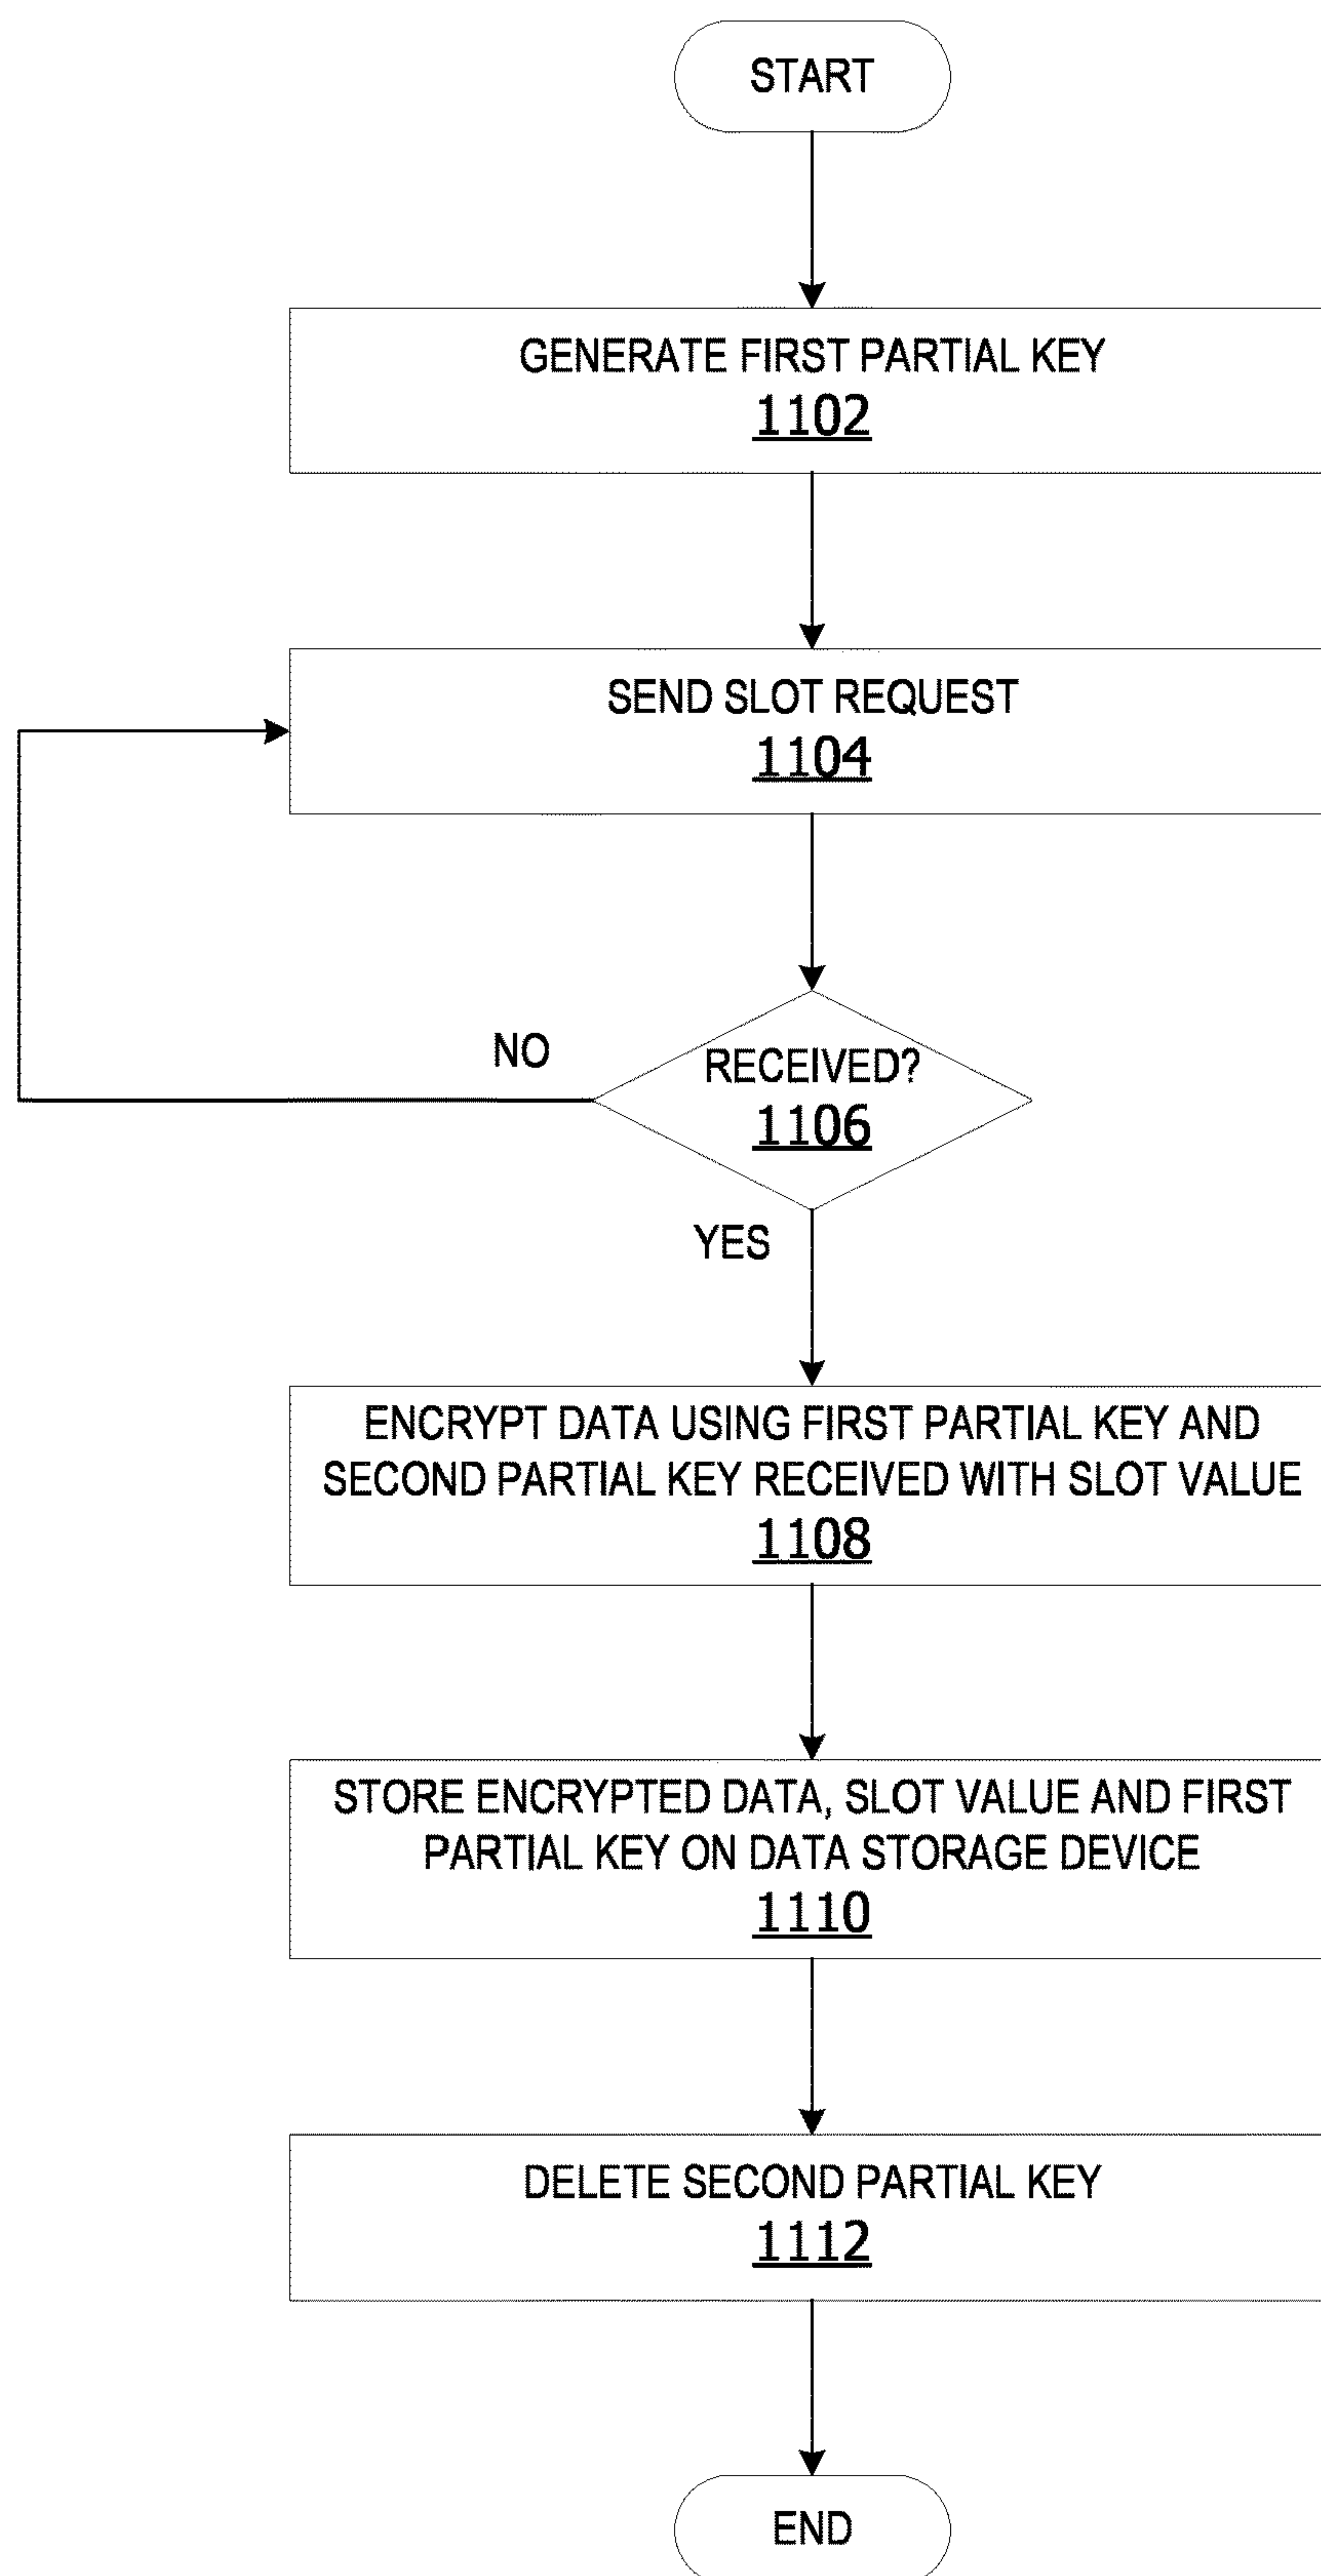 START
GENERATE FIRST PARTIAL KEY
1102
SEND SLOT REQUEST
1104
NO
RECEIVED?
1106
YES
ENCRYPT DATA USING FIRST PARTIAL KEY AND
SECOND PARTIAL KEY RECEIVED WITH SLOT VALUE
1108
STORE ENCRYPTED DATA, SLOT VALUE AND FIRST
PARTIAL KEY ON DATA STORAGE DEVICE
1110
DELETE SECOND PARTIAL KEY
1112
END